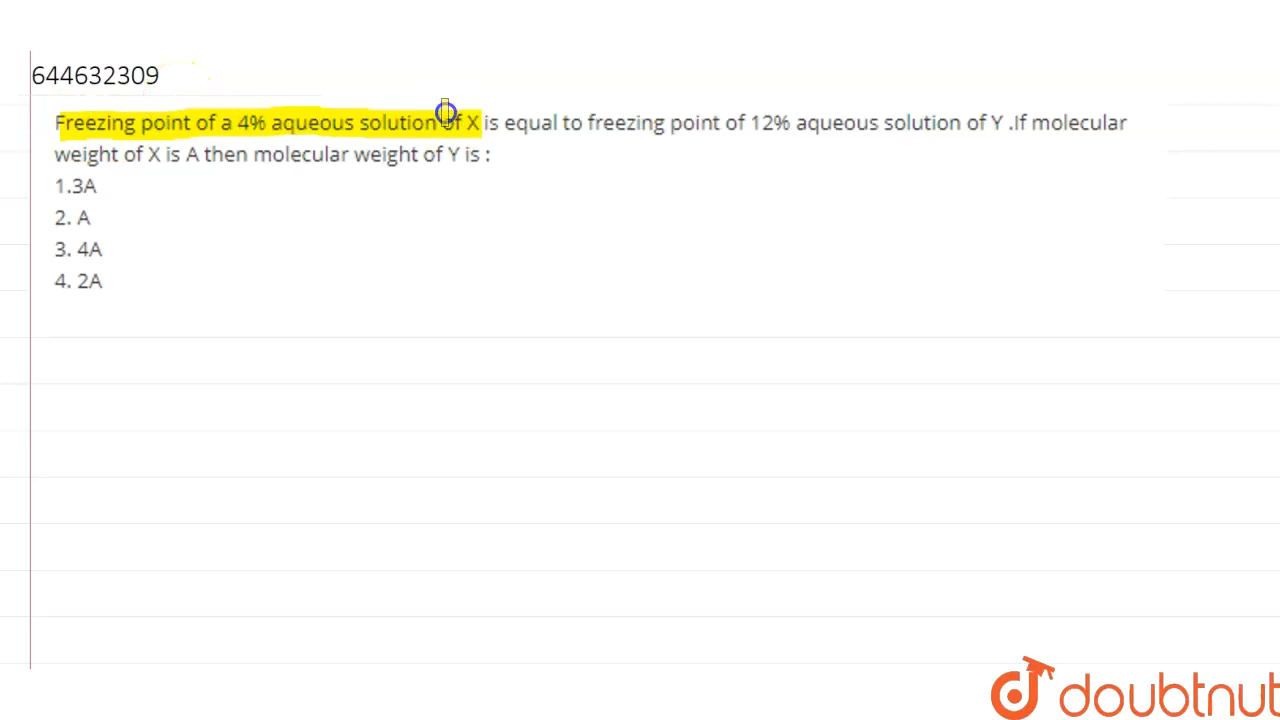 644632309
Freezing point of a 4% aqueous solution of X is equal to freezing point of 12% aqueous solution of Y .If molecular
weight of X is A then molecular weight of Y is :
1.3A
2. A
3. 4A
4. 2A
doubtnut